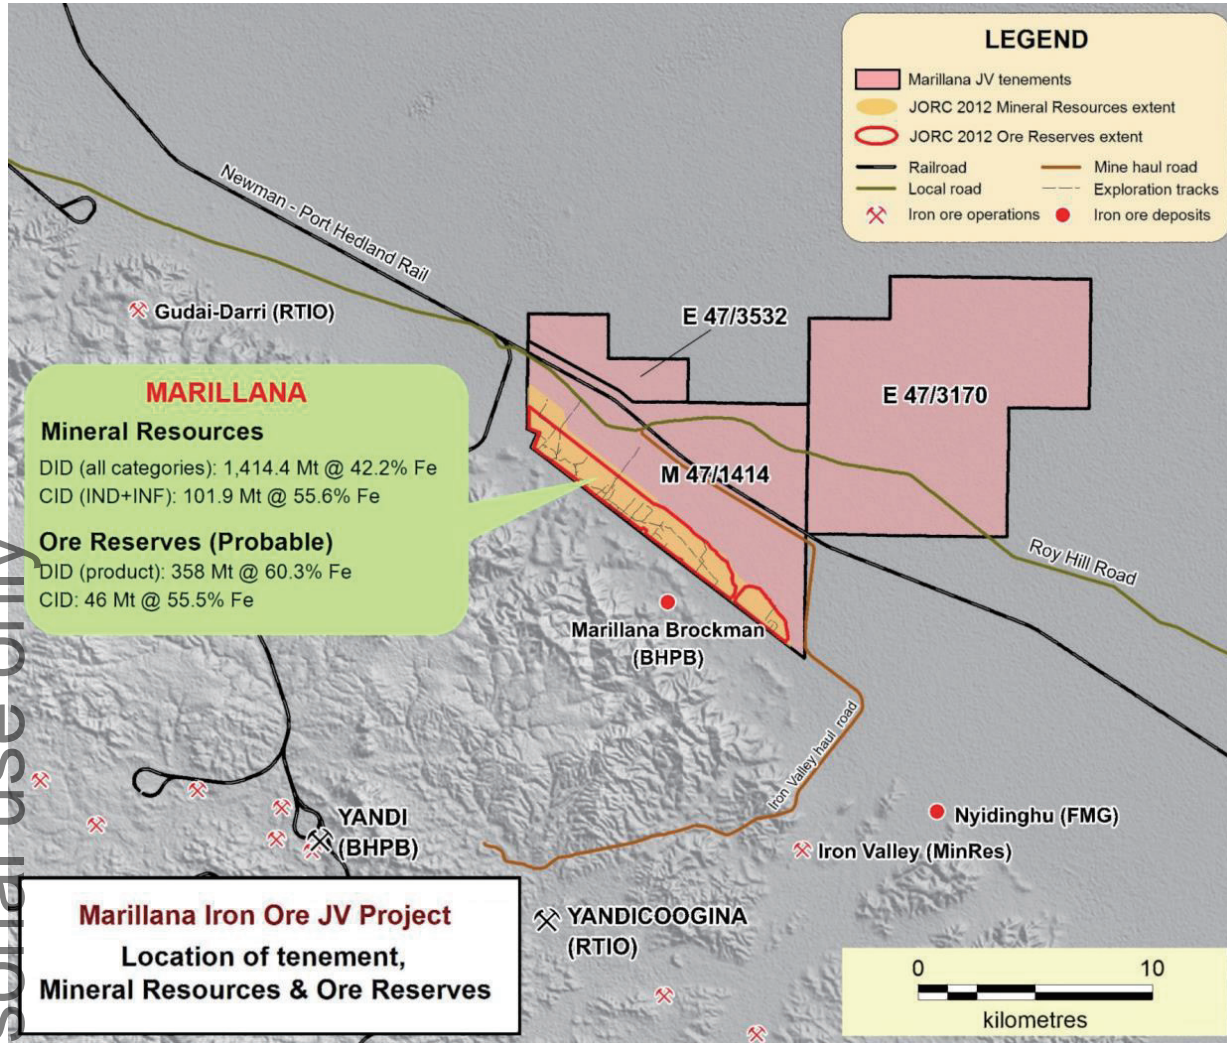 LEGEND
Marillana JV tenements
JORC 2012 Mineral Resources extent
JORC 2012 Ore Reserves extent
Railroad
Mine haul road
Local road
Exploration tracks
Iron ore operations
Iron ore deposits
Newman - Port Hedland Rail
Gudai-Darri (RTIO)
E 47/3532
E 47/3170
M 47/1414
MARILLANA
Mineral Resources
DID (all categories): 1,414.4 Mt @ 42.2% Fe
CID (IND+INF): 101.9 Mt @ 55.6% Fe
Ore Reserves (Probable)
DID (product): 358 Mt @ 60.3% Fe
CID: 46 Mt @ 55.5% Fe
Roy Hill Road
Marillana Brockman
(BHPB)
Iron Valley haul road
YANDI
(BHPB)
Nyidinghu (FMG)
Iron Valley (MinRes)
YANDICOOGINA
(RTIO)
Marillana Iron Ore JV Project
Location of tenement,
Mineral Resources & Ore Reserves
0 10
kilometres
sonal use only